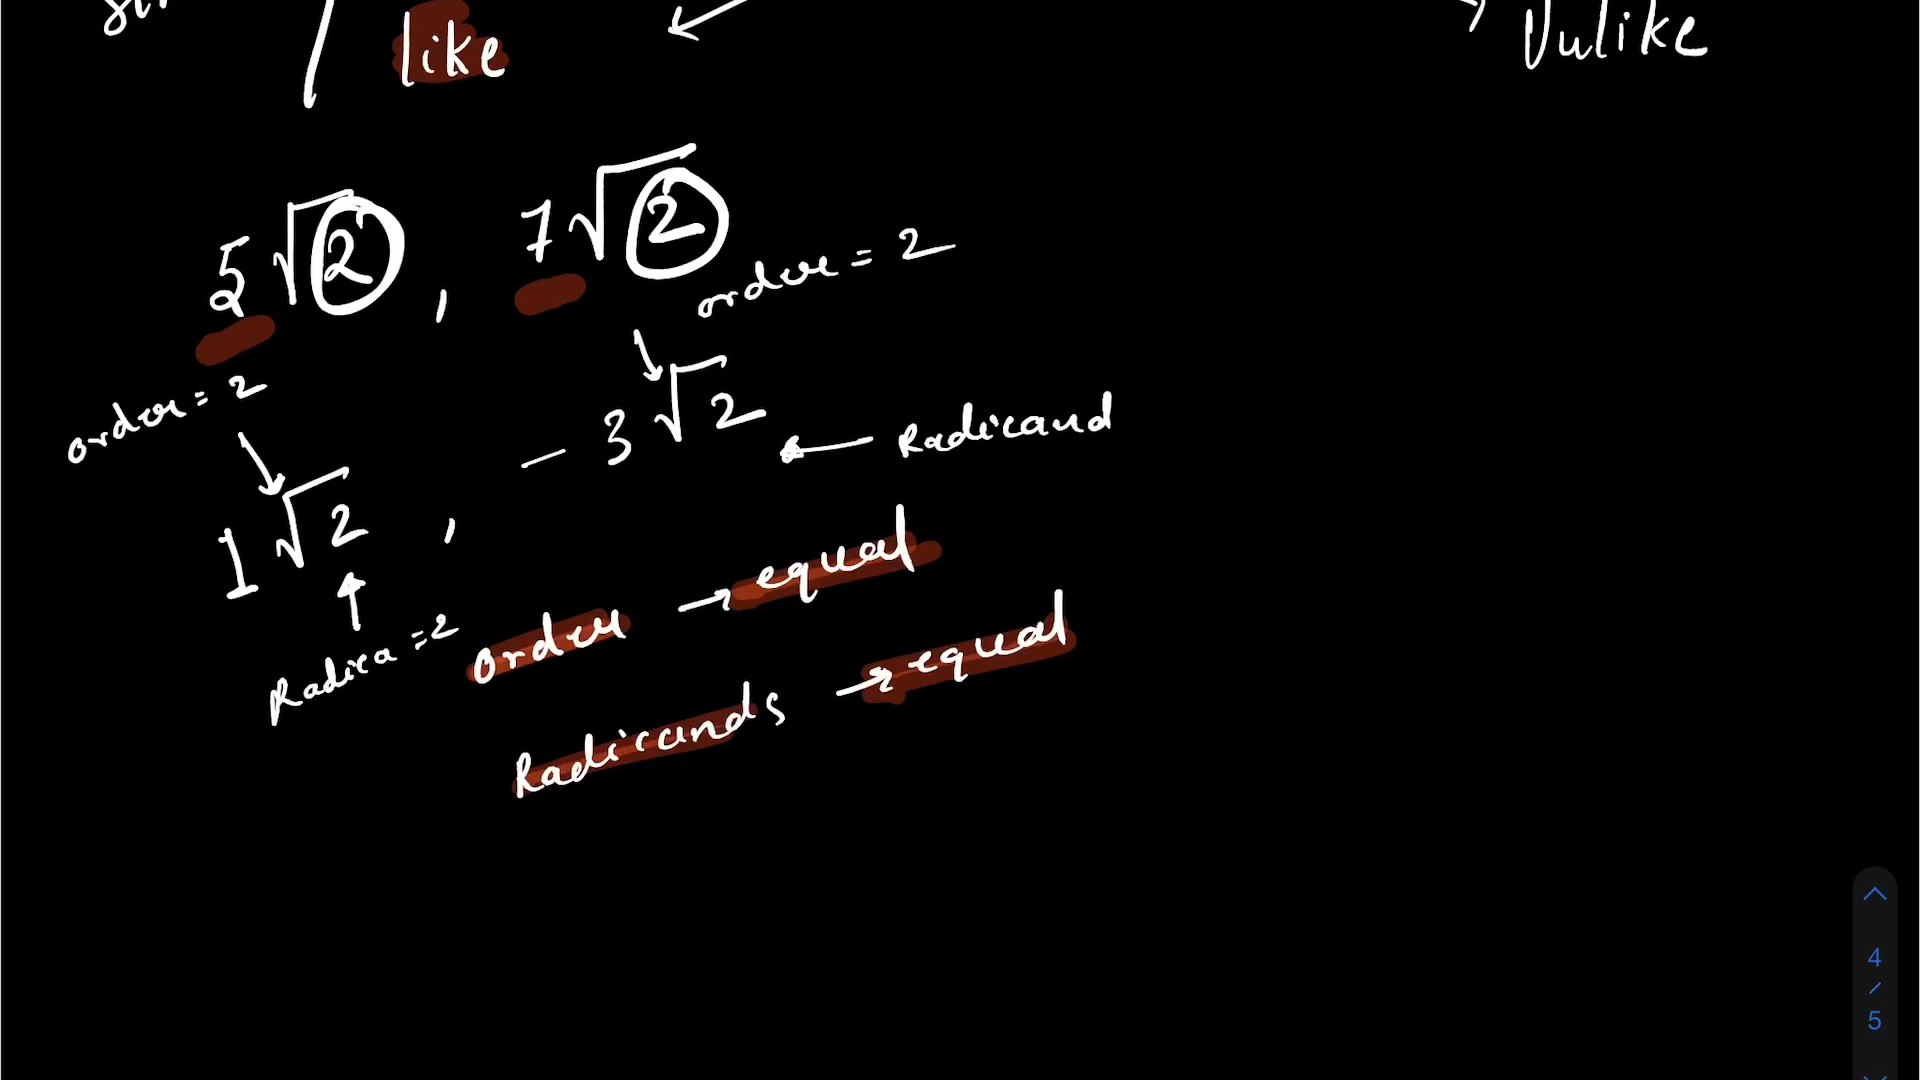 like
Unlike
5√2 , 7√2
order = 2
order = 2
1√2 , - 3√2 ← Radicand
Radica = 2
order → equal
Radicands → equal
4
/
5